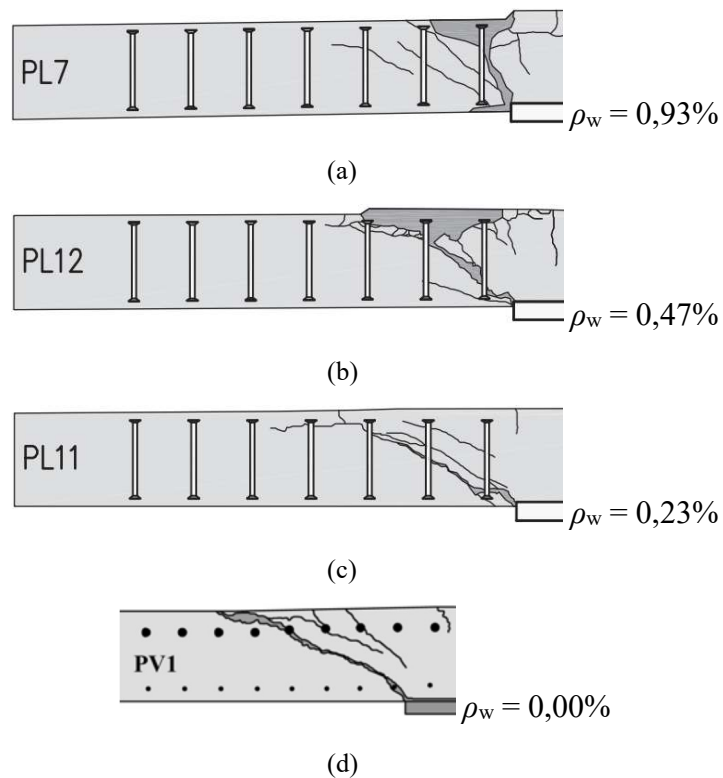 PL7
ρw = 0,93%
(a)
PL12
ρw = 0,47%
(b)
PL11
ρw = 0,23%
(c)
PV1
ρw = 0,00%
(d)